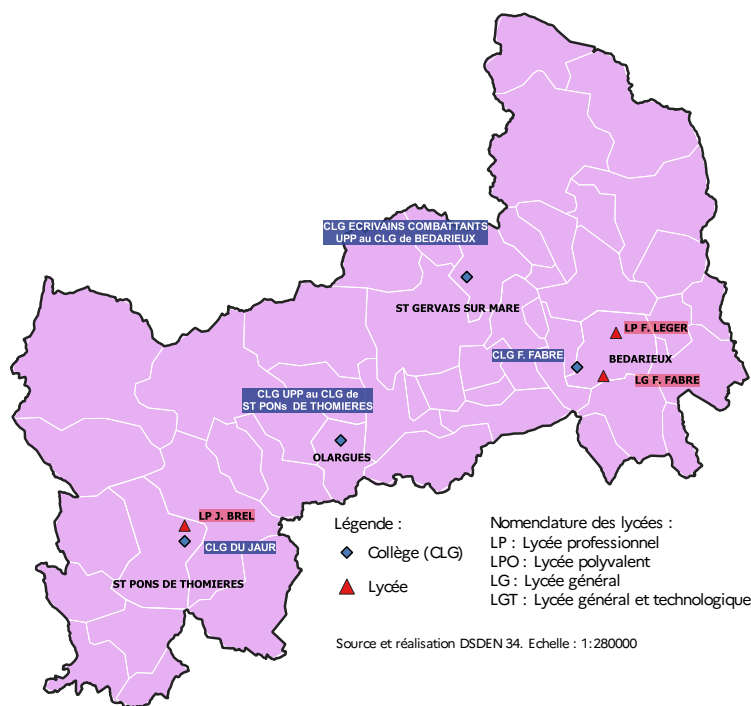 CLG ECRIVAINS COMBATTANTS
UPP au CLG de BEDARIEUX
ST GERVAIS SUR MARE
LP F. LEGER
CLG F. FABRE
BEDARIEUX
LG F. FABRE
CLG UPP au CLG de
ST PONs DE THOMIERES
OLARGUES
LP J. BREL
CLG DU JAUR
ST PONS DE THOMIERES
Légende :
Collège (CLG)
Lycée
Nomenclature des lycées :
LP : Lycée professionnel
LPO : Lycée polyvalent
LG : Lycée général
LGT : Lycée général et technologique
Source et réalisation DSDEN 34. Echelle : 1:280000